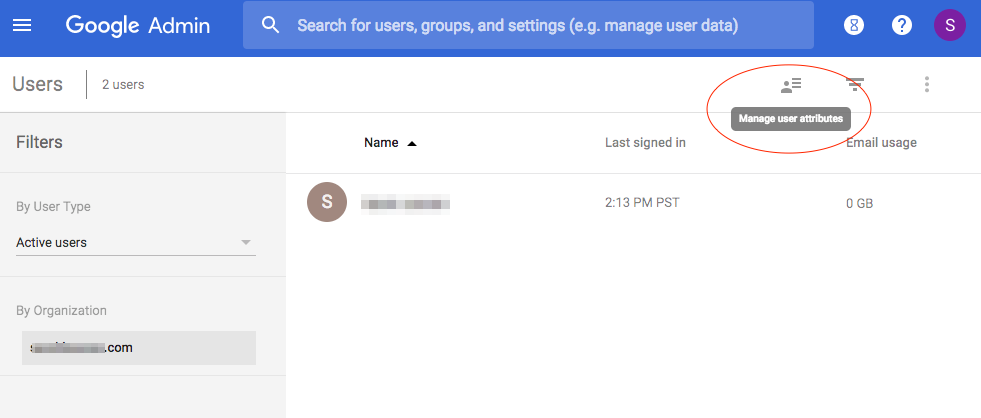 Google Admin
Search for users, groups, and settings (e.g. manage user data)
S
Users
2 users
Manage user attributes
Filters
Name
Last signed in
Email usage
By User Type
Active users
S
2:13 PM PST
0 GB
By Organization
.com